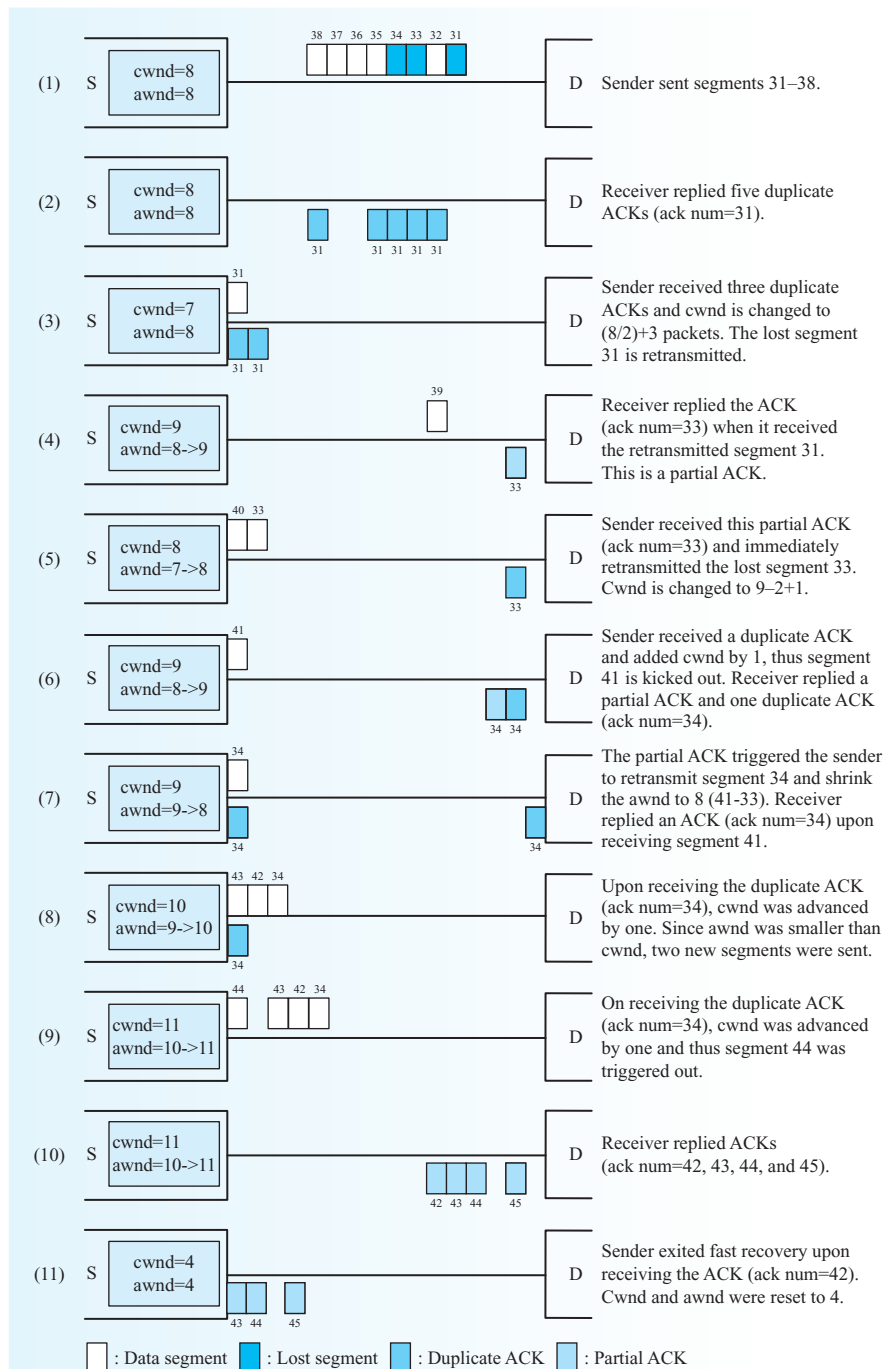 38 37 36 35 34 33 32 31
(1) S cwnd=8 D Sender sent segments 31–38.
awnd=8
(2) S cwnd=8 D Receiver replied five duplicate
awnd=8 ACKs (ack num=31).
31 31 31 31 31
31
(3) S cwnd=7 D Sender received three duplicate
awnd=8 ACKs and cwnd is changed to
(8/2)+3 packets. The lost segment
31 is retransmitted.
31 31
39
(4) S cwnd=9 D Receiver replied the ACK
awnd=8->9 (ack num=33) when it received
the retransmitted segment 31.
This is a partial ACK.
33
40 33
(5) S cwnd=8 D Sender received this partial ACK
awnd=7->8 (ack num=33) and immediately
retransmitted the lost segment 33.
Cwnd is changed to 9–2+1.
33
41
(6) S cwnd=9 D Sender received a duplicate ACK
awnd=8->9 and added cwnd by 1, thus segment
41 is kicked out. Receiver replied a
partial ACK and one duplicate ACK
(ack num=34).
34 34
34
(7) S cwnd=9 D The partial ACK triggered the sender
awnd=9->8 to retransmit segment 34 and shrink
the awnd to 8 (41-33). Receiver
replied an ACK (ack num=34) upon
receiving segment 41.
34 34
43 42 34
(8) S cwnd=10 D Upon receiving the duplicate ACK
awnd=9->10 (ack num=34), cwnd was advanced
by one. Since awnd was smaller than
cwnd, two new segments were sent.
34
44 43 42 34
(9) S cwnd=11 D On receiving the duplicate ACK
awnd=10->11 (ack num=34), cwnd was advanced
by one and thus segment 44 was
triggered out.
(10) S cwnd=11 D Receiver replied ACKs
awnd=10->11 (ack num=42, 43, 44, and 45).
42 43 44 45
(11) S cwnd=4 D Sender exited fast recovery upon
awnd=4 receiving the ACK (ack num=42).
Cwnd and awnd were reset to 4.
43 44 45
: Data segment : Lost segment : Duplicate ACK : Partial ACK